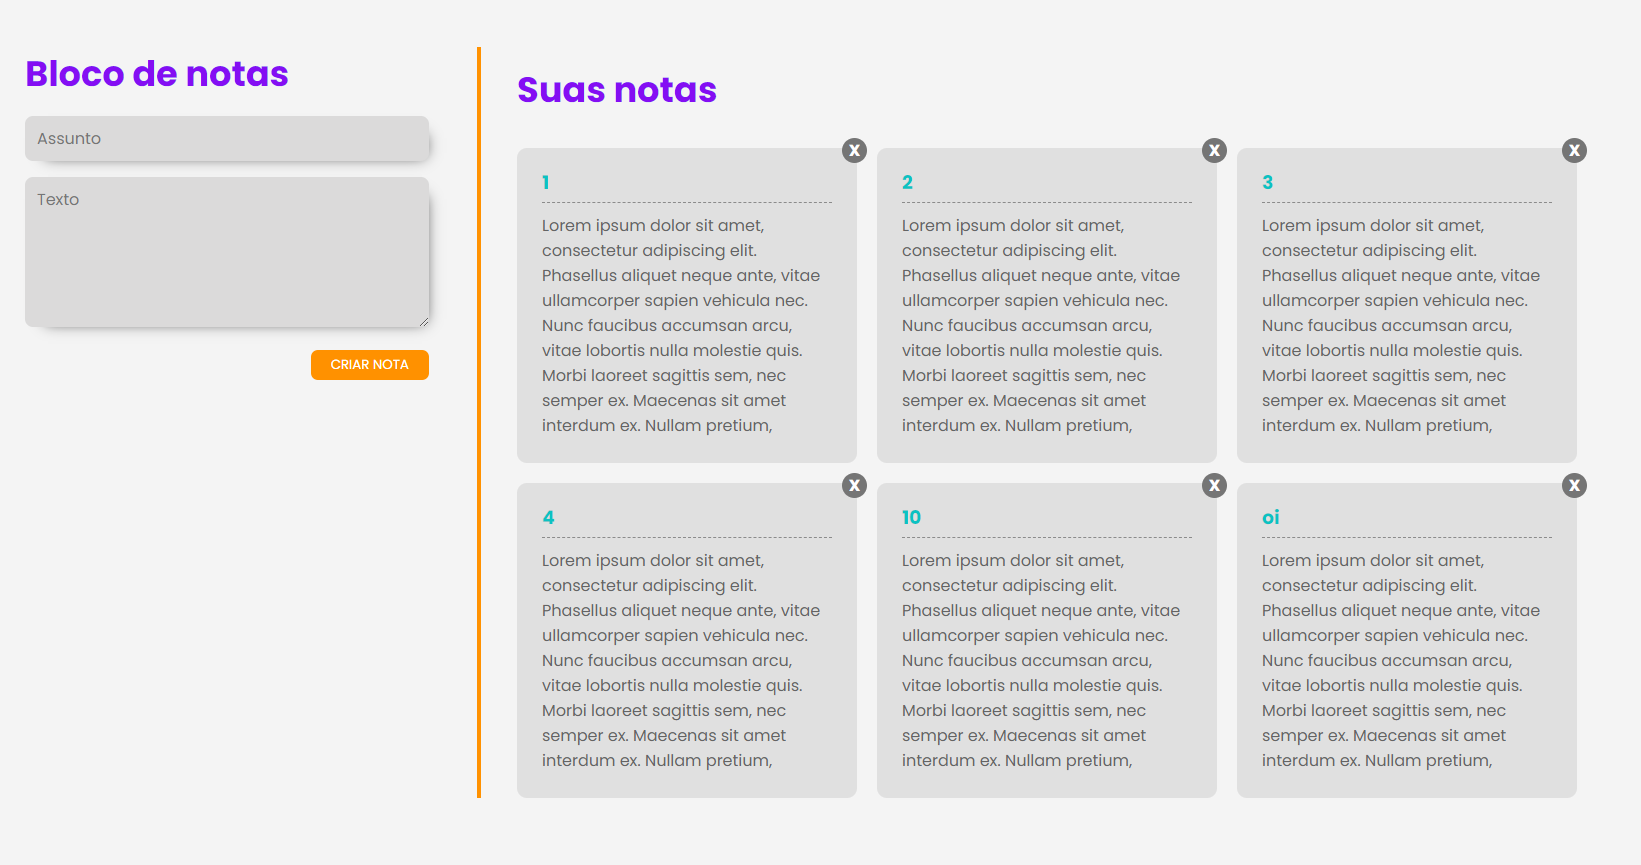 Bloco de notas
Assunto
Texto
CRIAR NOTA
Suas notas
X
1
Lorem ipsum dolor sit amet,
consectetur adipiscing elit.
Phasellus aliquet neque ante, vitae
ullamcorper sapien vehicula nec.
Nunc faucibus accumsan arcu,
vitae lobortis nulla molestie quis.
Morbi laoreet sagittis sem, nec
semper ex. Maecenas sit amet
interdum ex. Nullam pretium,
X
2
Lorem ipsum dolor sit amet,
consectetur adipiscing elit.
Phasellus aliquet neque ante, vitae
ullamcorper sapien vehicula nec.
Nunc faucibus accumsan arcu,
vitae lobortis nulla molestie quis.
Morbi laoreet sagittis sem, nec
semper ex. Maecenas sit amet
interdum ex. Nullam pretium,
X
3
Lorem ipsum dolor sit amet,
consectetur adipiscing elit.
Phasellus aliquet neque ante, vitae
ullamcorper sapien vehicula nec.
Nunc faucibus accumsan arcu,
vitae lobortis nulla molestie quis.
Morbi laoreet sagittis sem, nec
semper ex. Maecenas sit amet
interdum ex. Nullam pretium,
X
4
Lorem ipsum dolor sit amet,
consectetur adipiscing elit.
Phasellus aliquet neque ante, vitae
ullamcorper sapien vehicula nec.
Nunc faucibus accumsan arcu,
vitae lobortis nulla molestie quis.
Morbi laoreet sagittis sem, nec
semper ex. Maecenas sit amet
interdum ex. Nullam pretium,
X
10
Lorem ipsum dolor sit amet,
consectetur adipiscing elit.
Phasellus aliquet neque ante, vitae
ullamcorper sapien vehicula nec.
Nunc faucibus accumsan arcu,
vitae lobortis nulla molestie quis.
Morbi laoreet sagittis sem, nec
semper ex. Maecenas sit amet
interdum ex. Nullam pretium,
X
oi
Lorem ipsum dolor sit amet,
consectetur adipiscing elit.
Phasellus aliquet neque ante, vitae
ullamcorper sapien vehicula nec.
Nunc faucibus accumsan arcu,
vitae lobortis nulla molestie quis.
Morbi laoreet sagittis sem, nec
semper ex. Maecenas sit amet
interdum ex. Nullam pretium,